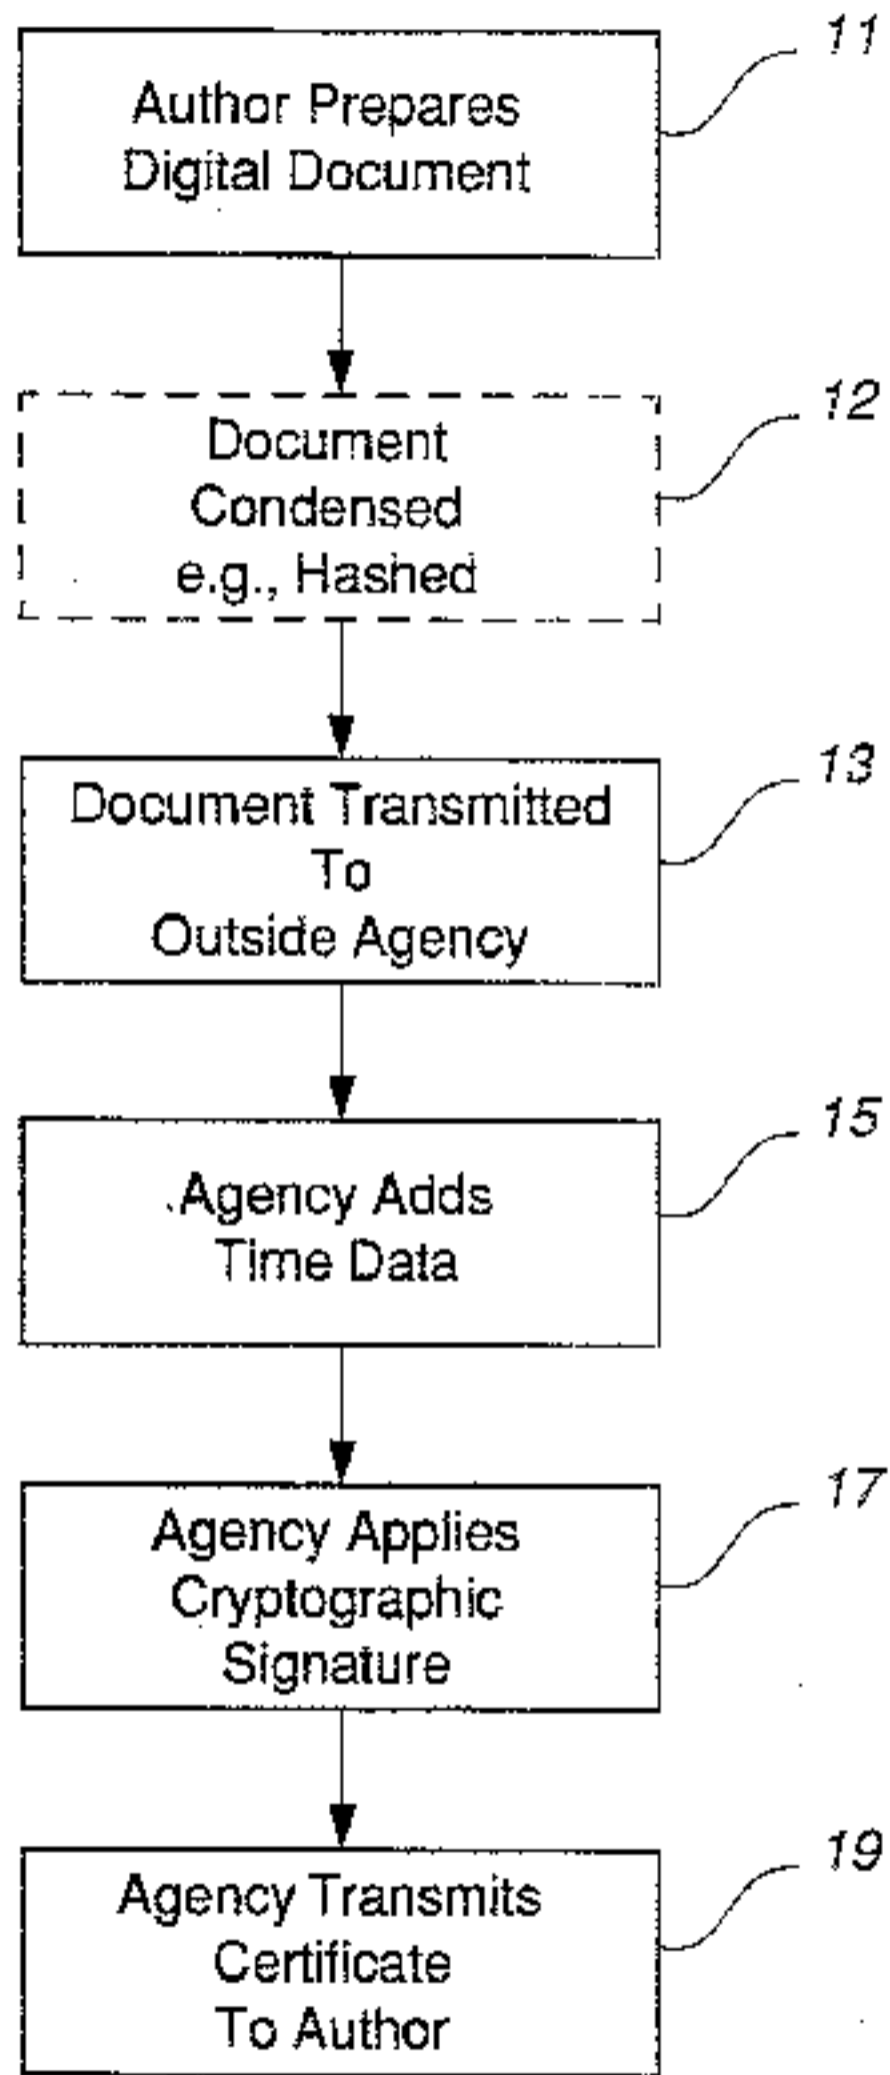 11
Author Prepares
Digital Document
12
Document
Condensed
e.g., Hashed
13
Document Transmitted
To
Outside Agency
15
Agency Adds
Time Data
17
Agency Applies
Cryptographic
Signature
19
Agency Transmits
Certificate
To Author